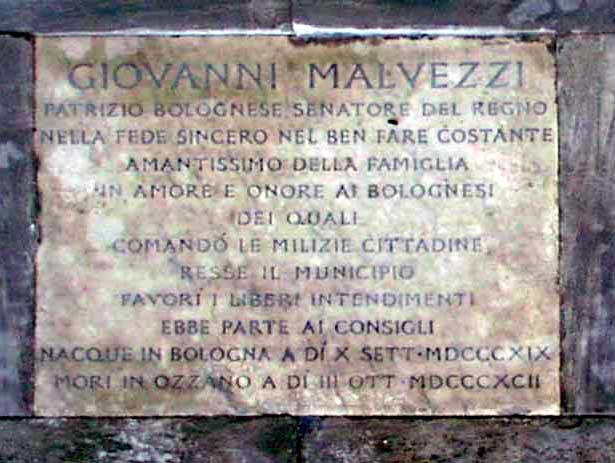 GIOVANNI MALVEZZI
PATRIZIO BOLOGNESE SENATORE DEL REGNO
NELLA FEDE SINCERO NEL BEN FARE COSTANTE
AMANTISSIMO DELLA FAMIGLIA
IN AMORE E ONORE AI BOLOGNESI
DEI QUALI
COMANDÒ LE MILIZIE CITTADINE
RESSE IL MUNICIPIO
FAVORÌ I LIBERI INTENDIMENTI
EBBE PARTE AI CONSIGLI
NACQUE IN BOLOGNA A DÍ X SETT·MDCCCXIX
MORÌ IN OZZANO A DÍ III OTT·MDCCCXCII